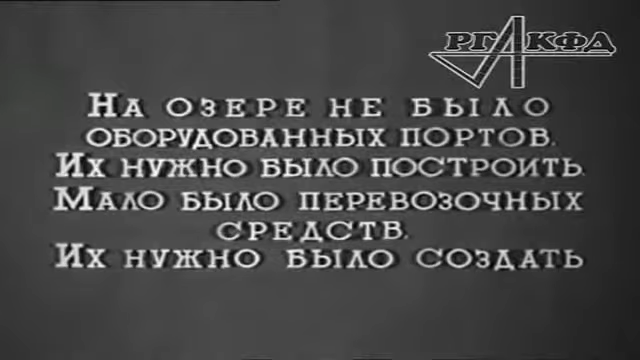 РГАКФД
На озере не было
оборудованных портов.
Их нужно было построить
Мало было перевозочных
средств.
Их нужно было создать